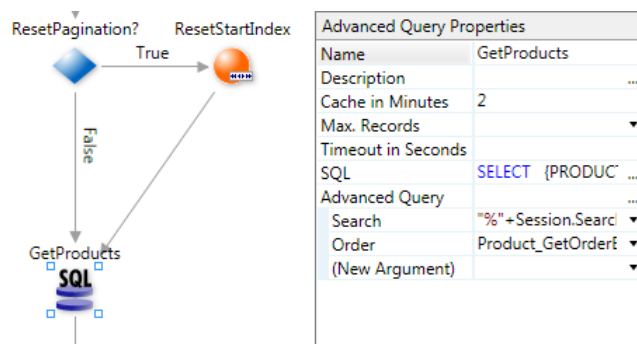 ResetPagination? ResetStartIndex
True
False
GetProducts
SQL
Advanced Query Properties
Name GetProducts
Description ...
Cache in Minutes 2
Max. Records
Timeout in Seconds
SQL SELECT {PRODUC ...
Advanced Query ...
Search "%"+Session.Searcl
Order Product_GetOrderE
(New Argument)